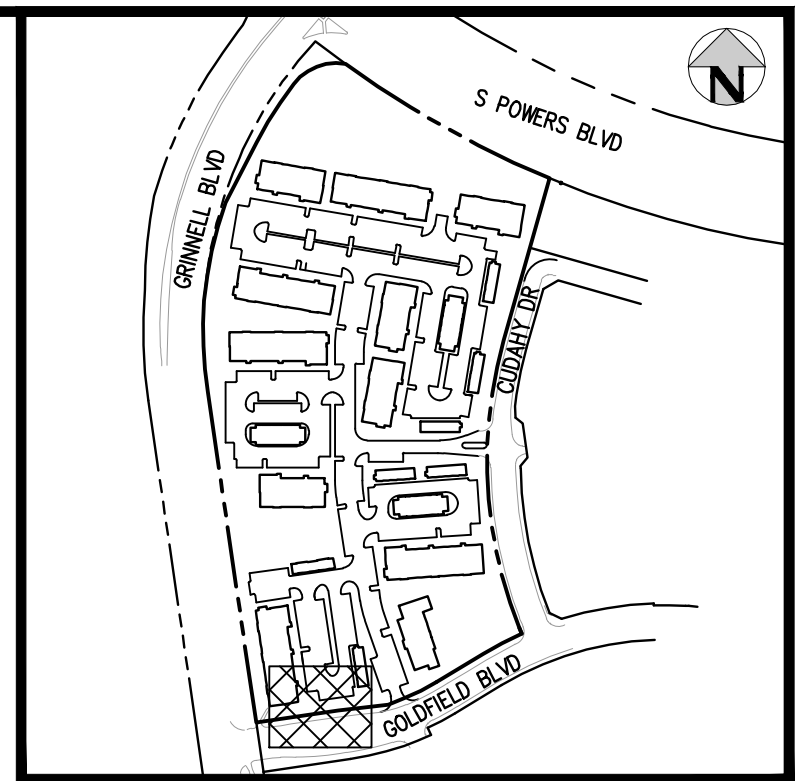 N
S POWERS BLVD
GRINNELL BLVD
CUDAHY DR
GOLDFIELD BLVD